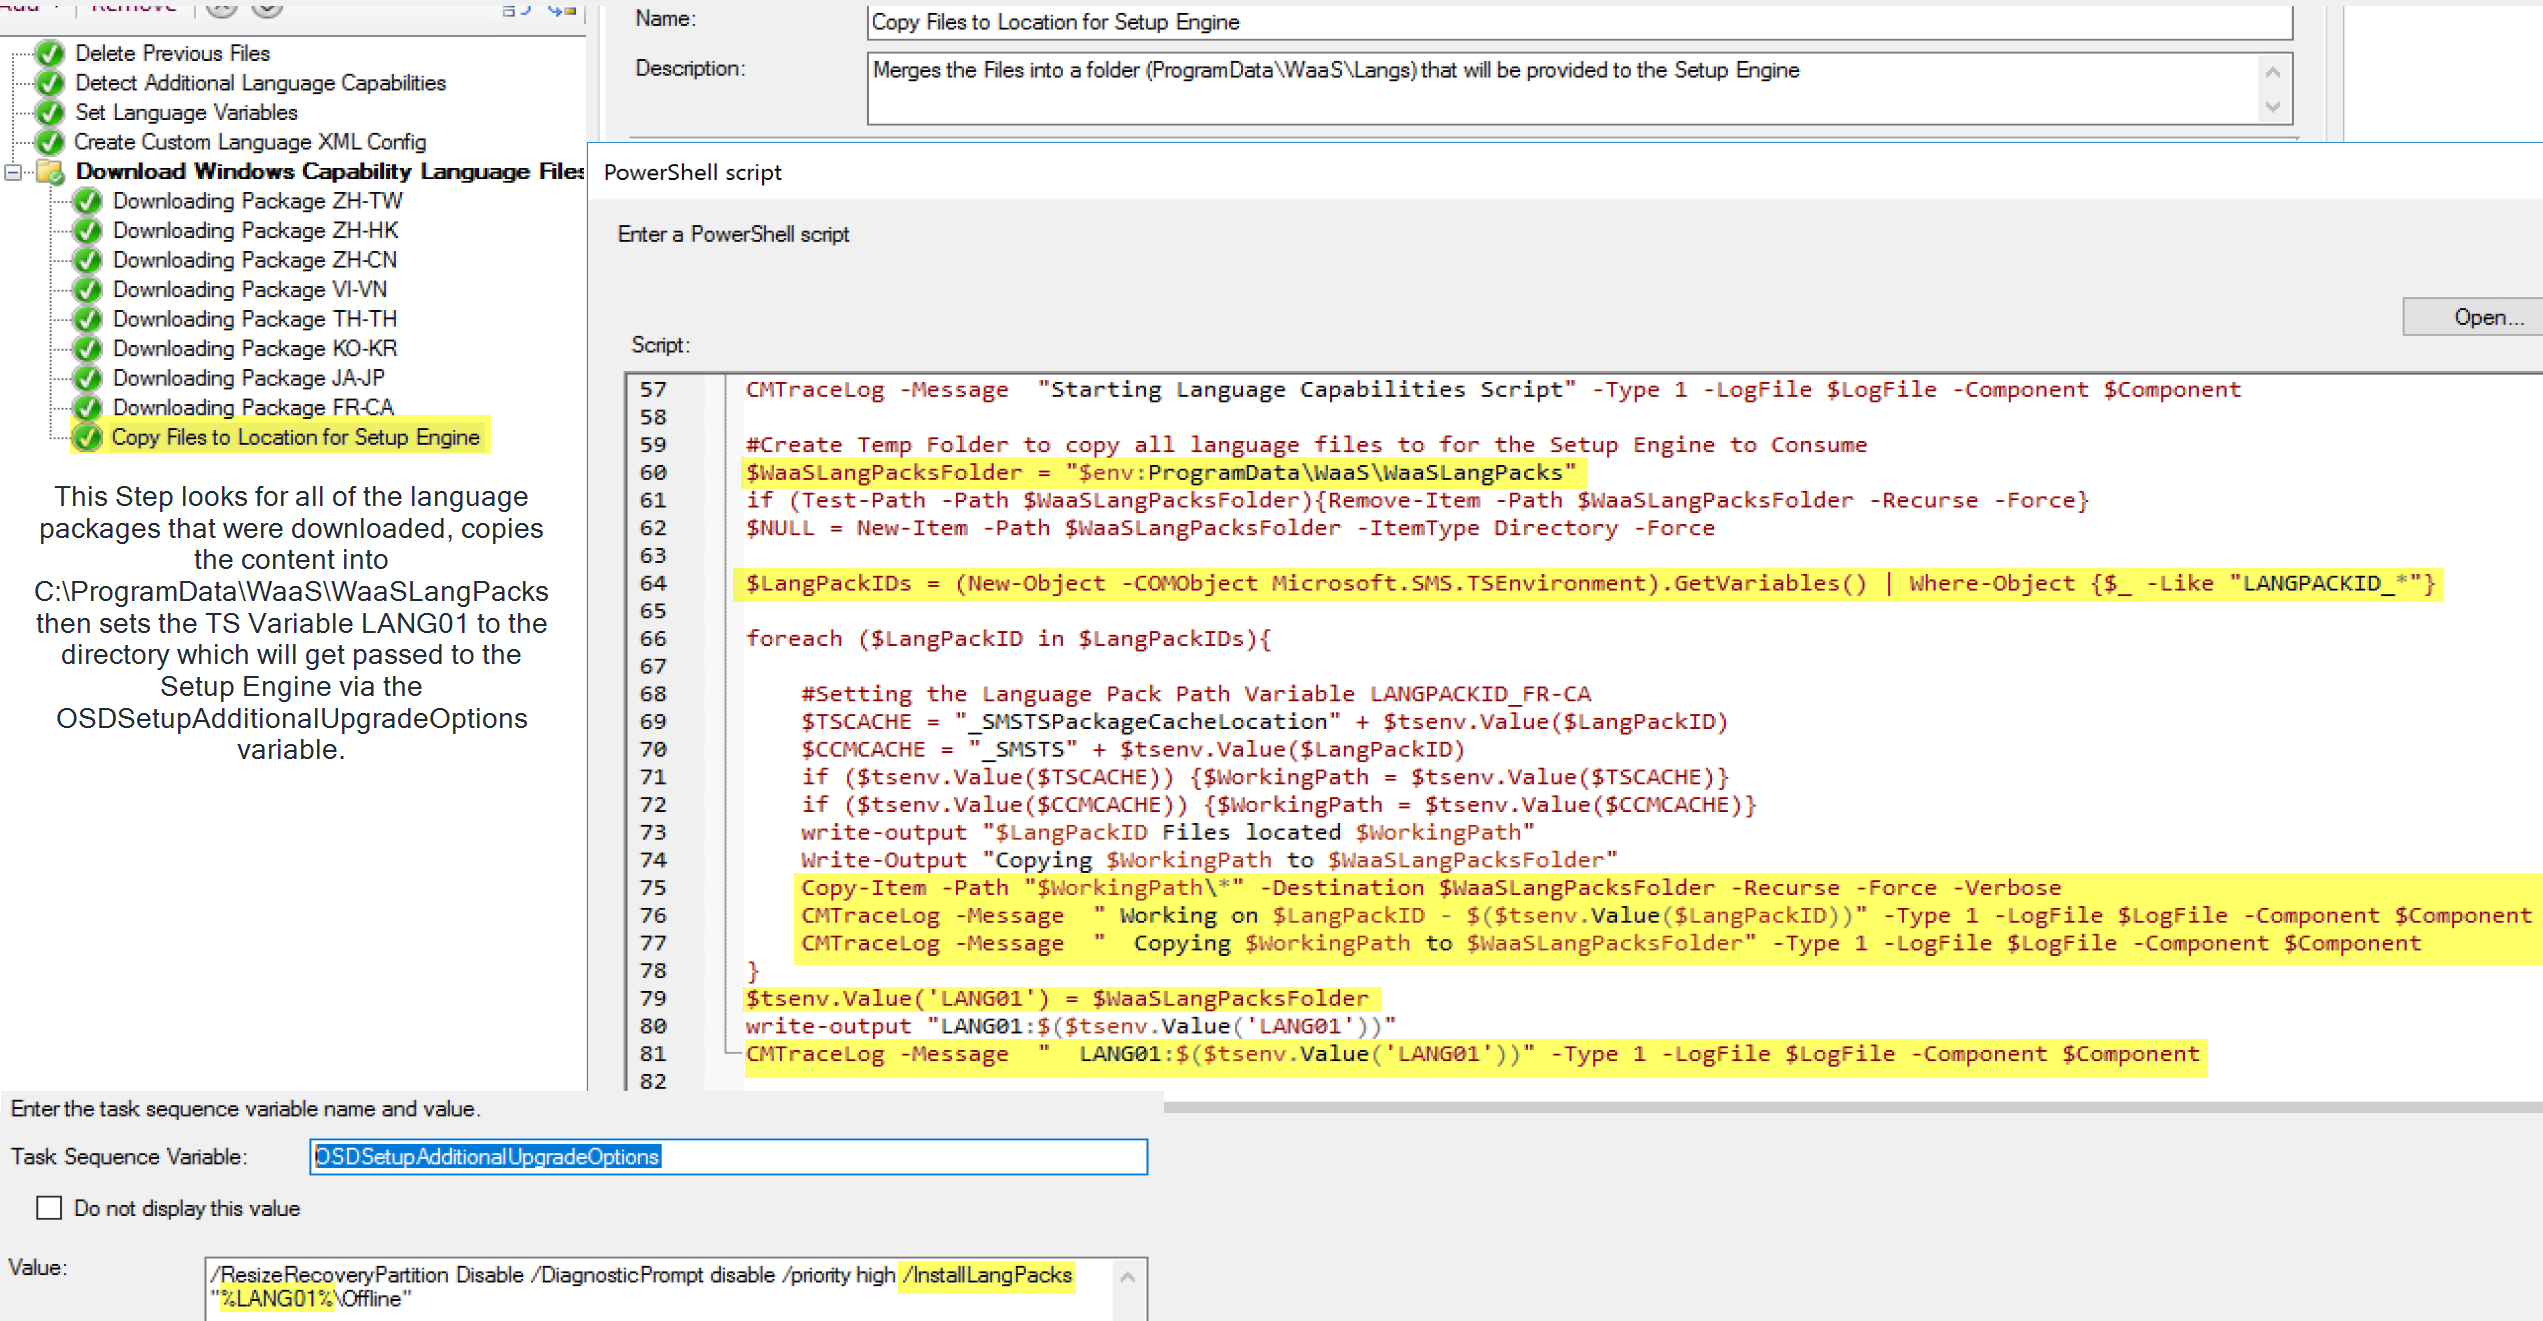 Remove
Delete Previous Files
Detect Additional Language Capabilities
Set Language Variables
Create Custom Language XML Config
Download Windows Capability Language Files
Downloading Package ZH-TW
Downloading Package ZH-HK
Downloading Package ZH-CN
Downloading Package VI-VN
Downloading Package TH-TH
Downloading Package KO-KR
Downloading Package JA-JP
Downloading Package FR-CA
Copy Files to Location for Setup Engine
This Step looks for all of the language
packages that were downloaded, copies
the content into
C:\ProgramData\WaaS\WaaSLangPacks
then sets the TS Variable LANG01 to the
directory which will get passed to the
Setup Engine via the
OSDSetupAdditionalUpgradeOptions
variable.
Name:
Copy Files to Location for Setup Engine
Description:
Merges the Files into a folder (ProgramData\WaaS\Langs) that will be provided to the Setup Engine
PowerShell script
Enter a PowerShell script
Open...
Script:
57 CMTraceLog -Message  "Starting Language Capabilities Script" -Type 1 -LogFile $LogFile -Component $Component
58
59 #Create Temp Folder to copy all language files to for the Setup Engine to Consume
60 $WaaSLangPacksFolder = "$env:ProgramData\WaaS\WaaSLangPacks"
61 if (Test-Path -Path $WaaSLangPacksFolder){Remove-Item -Path $WaaSLangPacksFolder -Recurse -Force}
62 $NULL = New-Item -Path $WaaSLangPacksFolder -ItemType Directory -Force
63
64 $LangPackIDs = (New-Object -COMObject Microsoft.SMS.TSEnvironment).GetVariables() | Where-Object {$_ -Like "LANGPACKID_*"}
65
66 foreach ($LangPackID in $LangPackIDs){
67
68     #Setting the Language Pack Path Variable LANGPACKID_FR-CA
69     $TSCACHE = "_SMSTSPackageCacheLocation" + $tsenv.Value($LangPackID)
70     $CCMCACHE = "_SMSTS" + $tsenv.Value($LangPackID)
71     if ($tsenv.Value($TSCACHE)) {$WorkingPath = $tsenv.Value($TSCACHE)}
72     if ($tsenv.Value($CCMCACHE)) {$WorkingPath = $tsenv.Value($CCMCACHE)}
73     write-output "$LangPackID Files located $WorkingPath"
74     Write-Output "Copying $WorkingPath to $WaaSLangPacksFolder"
75     Copy-Item -Path "$WorkingPath\*" -Destination $WaaSLangPacksFolder -Recurse -Force -Verbose
76     CMTraceLog -Message  " Working on $LangPackID - $($tsenv.Value($LangPackID))" -Type 1 -LogFile $LogFile -Component $Component
77     CMTraceLog -Message  "  Copying $WorkingPath to $WaaSLangPacksFolder" -Type 1 -LogFile $LogFile -Component $Component
78 }
79 $tsenv.Value('LANG01') = $WaaSLangPacksFolder
80 write-output "LANG01:$($tsenv.Value('LANG01'))"
81 CMTraceLog -Message  "  LANG01:$($tsenv.Value('LANG01'))" -Type 1 -LogFile $LogFile -Component $Component
82
Enter the task sequence variable name and value.
Task Sequence Variable:
OSDSetupAdditionalUpgradeOptions
Do not display this value
Value:
/ResizeRecoveryPartition Disable /DiagnosticPrompt disable /priority high /InstallLangPacks
"%LANG01%\Offline"